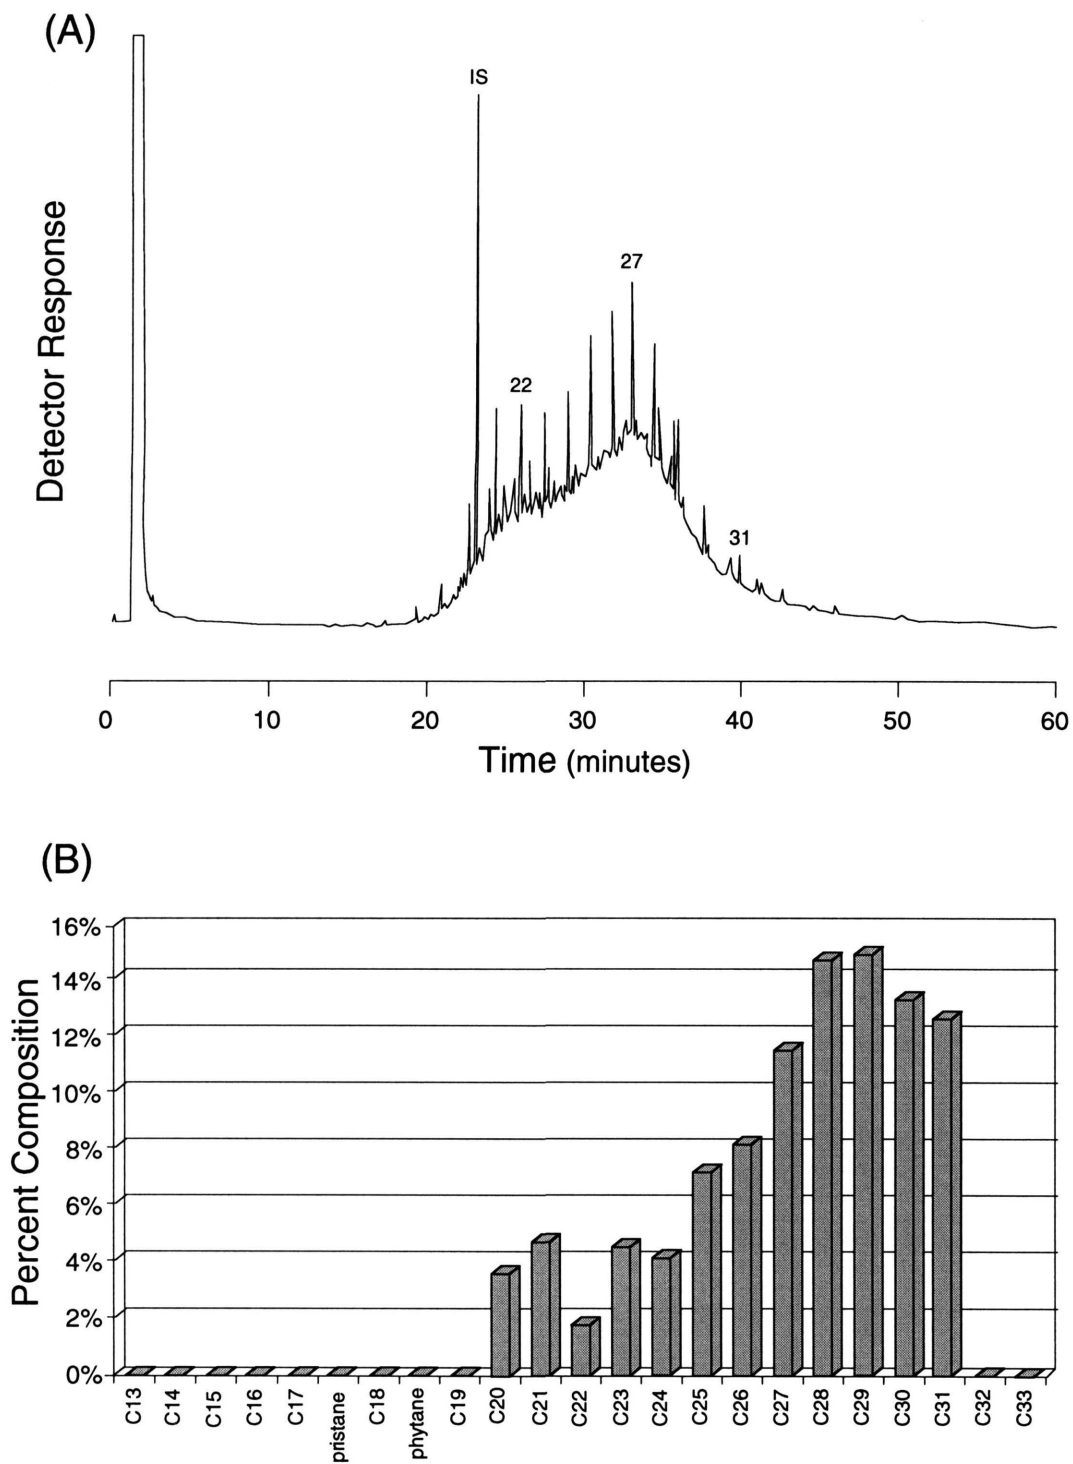 (A)
IS
27
22
31
Detector Response
0 10 20 30 40 50 60
Time (minutes)
(B)
16%
14%
12%
10%
8%
6%
4%
2%
0%
Percent Composition
C13 C14 C15 C16 C17 pristane C18 phytane C19 C20 C21 C22 C23 C24 C25 C26 C27 C28 C29 C30 C31 C32 C33